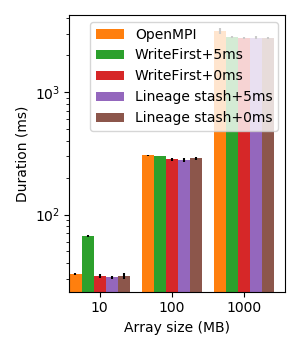 OpenMPI
WriteFirst+5ms
WriteFirst+0ms
Lineage stash+5ms
Lineage stash+0ms
Duration (ms)
10³
10²
10 100 1000
Array size (MB)